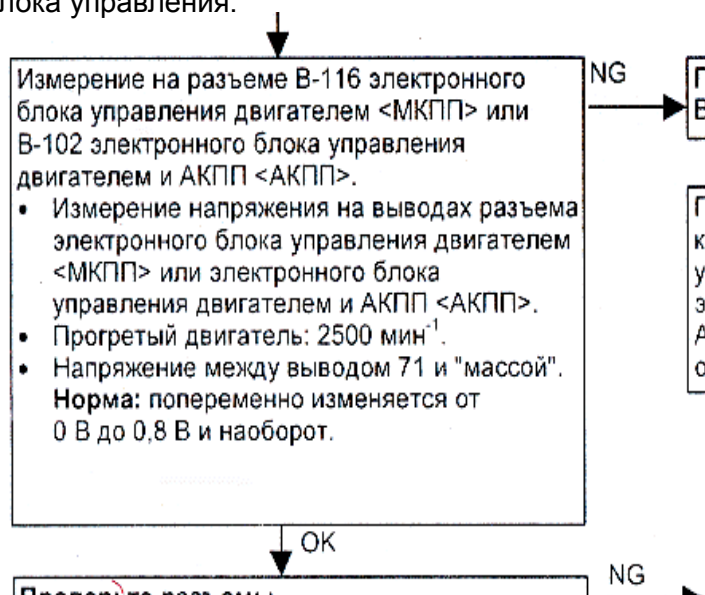 блока управления.
Измерение на разъеме В-116 электронного
NG
блока управления двигателем <МКПП> или
В-102 электронного блока управления
двигателем и АКПП <АКПП>.
• Измерение напряжения на выводах разъема
электронного блока управления двигателем
<МКПП> или электронного блока
управления двигателем и АКПП <АКПП>.
• Прогретый двигатель: 2500 мин⁻¹.
• Напряжение между выводом 71 и "массой".
Норма: попеременно изменяется от
0 В до 0,8 В и наоборот.
OK
NG